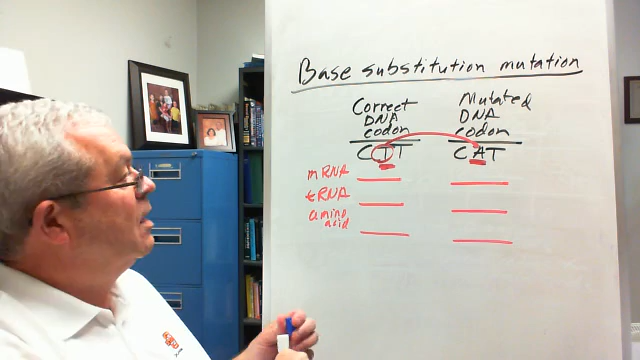 Base substitution mutation
Correct
DNA
codon
Mutated
DNA
codon
CTT
CAT
mRNA
tRNA
amino
acid